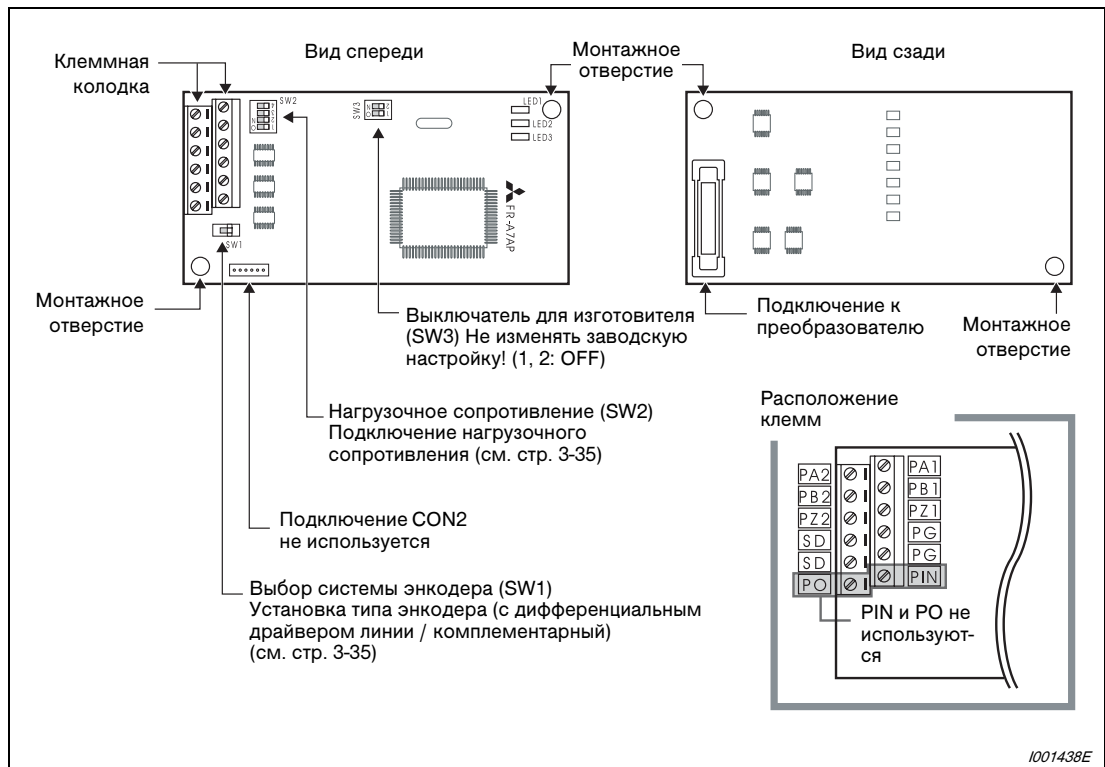 Вид спереди
Вид сзади
Клеммная
колодка
Монтажное
отверстие
SW2
SW3
LED1
LED2
LED3
SW1
FR-A7AP
Монтажное
отверстие
Выключатель для изготовителя
(SW3) Не изменять заводскую
настройку! (1, 2: OFF)
Подключение к
преобразователю
Монтажное
отверстие
Нагрузочное сопротивление (SW2)
Подключение нагрузочного
сопротивления (см. стр. 3-35)
Подключение CON2
не используется
Выбор системы энкодера (SW1)
Установка типа энкодера (с дифференциальным
драйвером линии / комплементарный)
(см. стр. 3-35)
Расположение
клемм
PA2 PA1
PB2 PB1
PZ2 PZ1
SD PG
SD PG
PO PIN
PIN и PO не
используют-
ся
I001438E